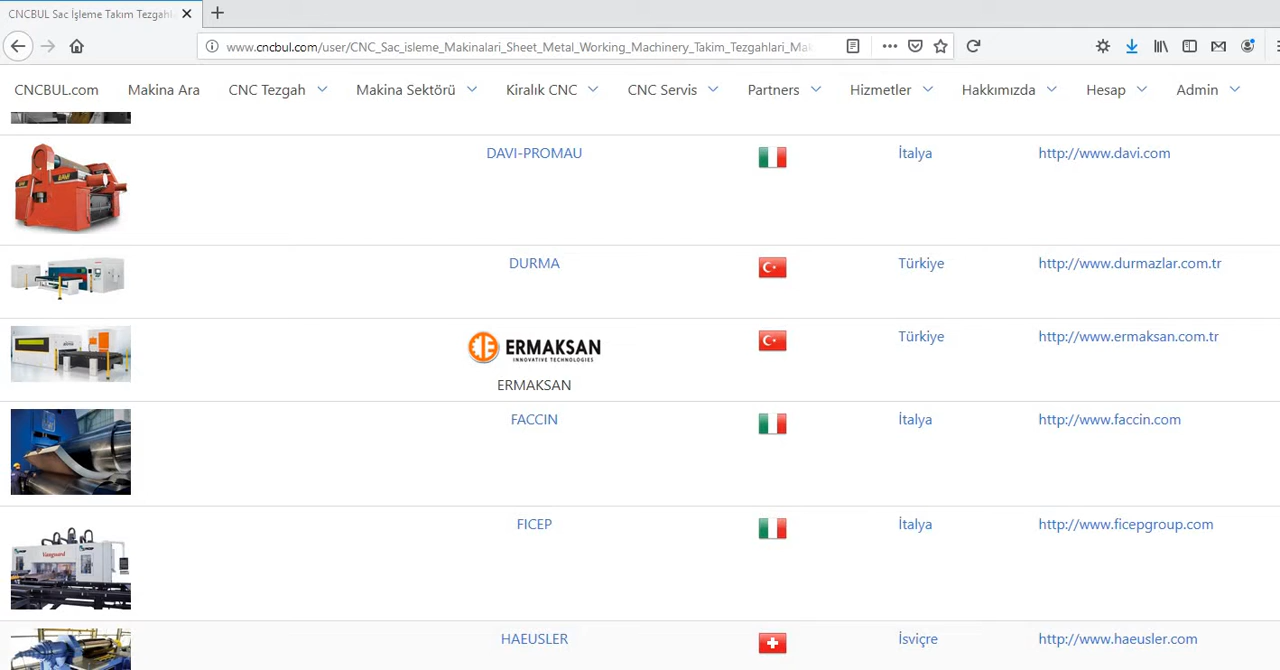 CNCBUL Sac İşleme Takım Tezgahl
www.cncbul.com/user/CNC_Sac_isleme_Makinalari_Sheet_Metal_Working_Machinery_Takim_Tezgahlari_Mak
CNCBUL.com Makina Ara CNC Tezgah Makina Sektörü Kiralık CNC CNC Servis Partners Hizmetler Hakkımızda Hesap Admin
DAVI-PROMAU İtalya http://www.davi.com
DURMA Türkiye http://www.durmazlar.com.tr
ERMAKSAN Türkiye http://www.ermaksan.com.tr
INNOVATIVE TECHNOLOGIES
ERMAKSAN
FACCIN İtalya http://www.faccin.com
FICEP İtalya http://www.ficepgroup.com
Vanguard
HAEUSLER İsviçre http://www.haeusler.com